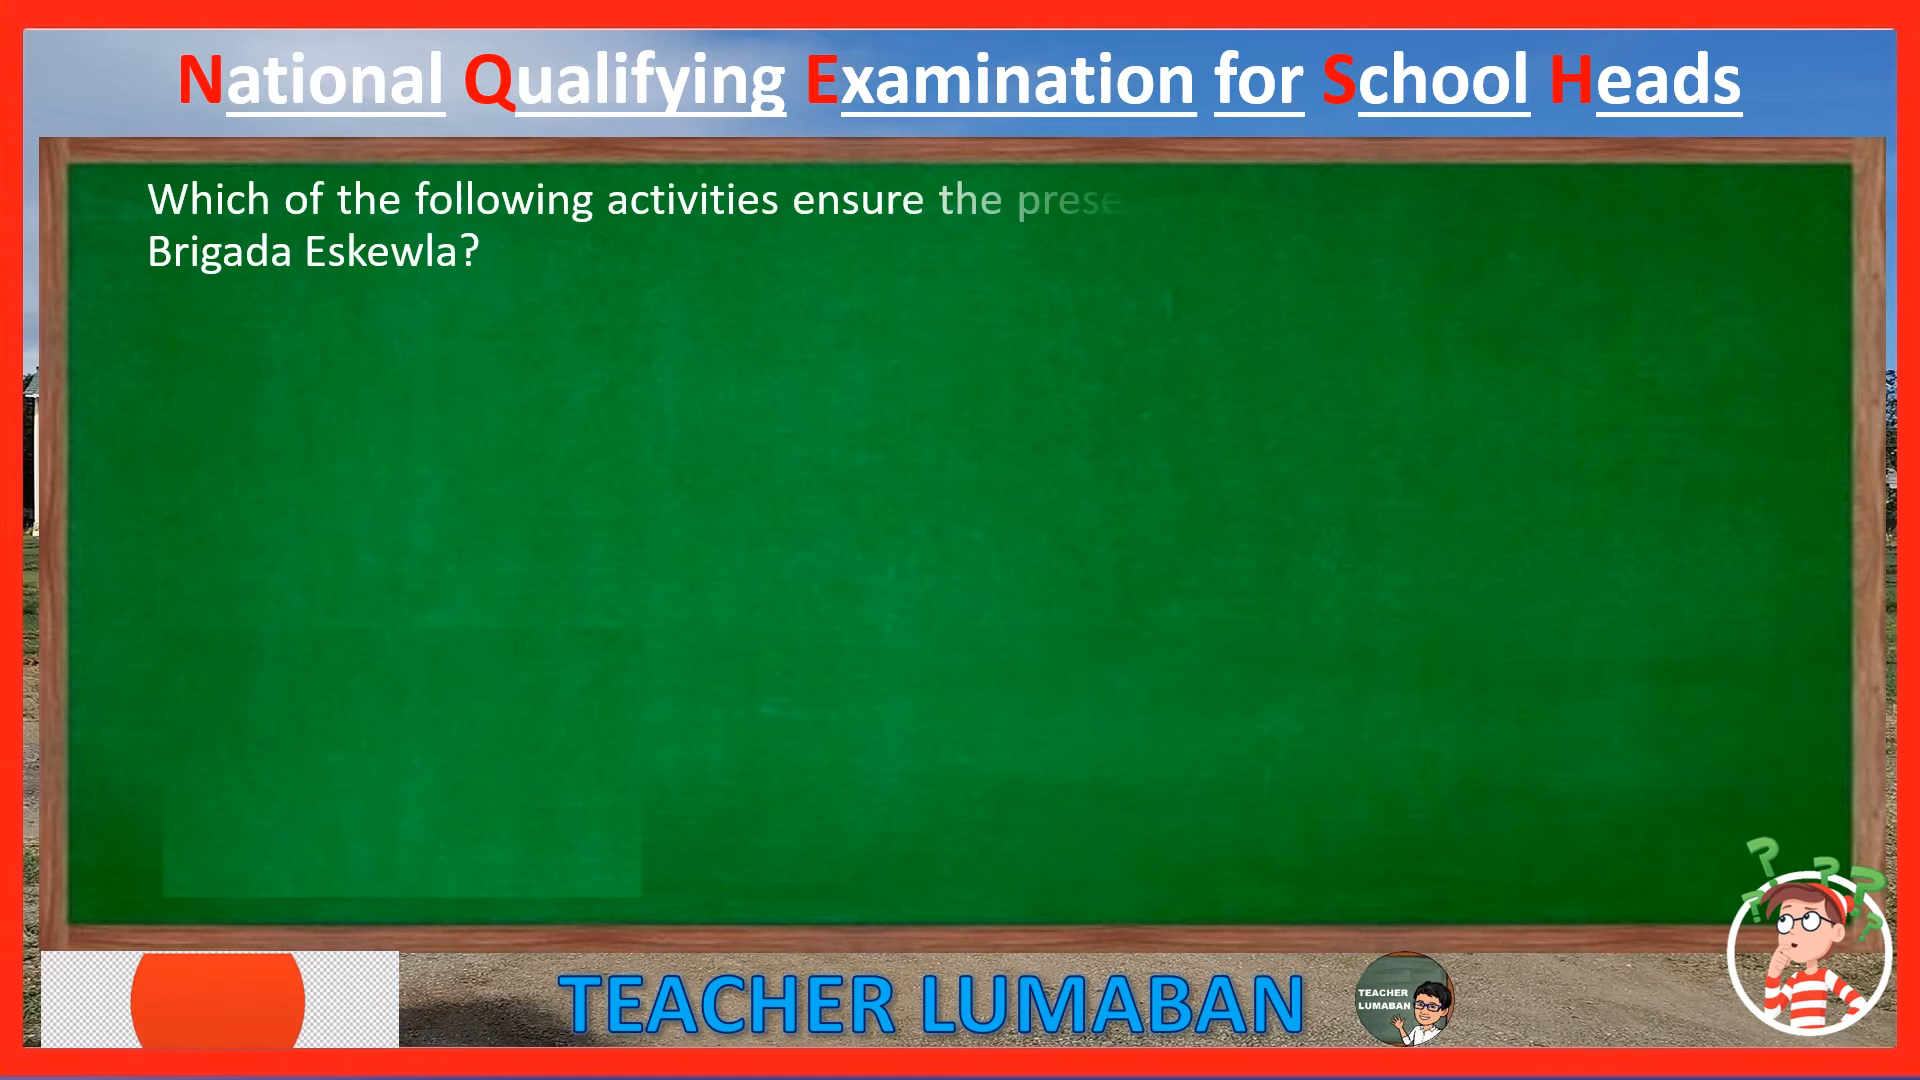 National Qualifying Examination for School Heads
Which of the following activities ensure the
Brigada Eskewla?
TEACHER LUMABAN
TEACHER
LUMABAN